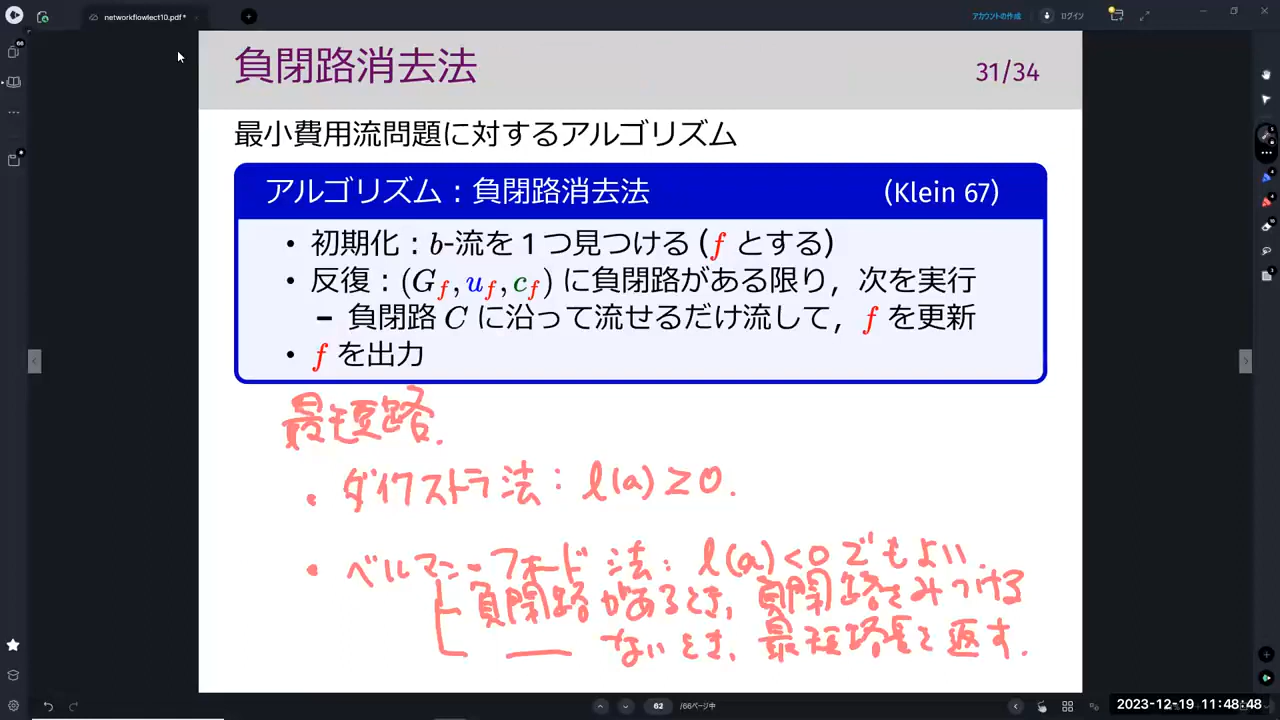 networkflowlect10.pdf*
アカウントの作成
ログイン
負閉路消去法
31/34
最小費用流問題に対するアルゴリズム
アルゴリズム：負閉路消去法 (Klein 67)
• 初期化：b-流を1つ見つける (f とする)
• 反復：(G_f, u_f, c_f) に負閉路がある限り，次を実行
– 負閉路 C に沿って流せるだけ流して，f を更新
• f を出力
最短路.
• ダイクストラ法: l(a) ≥ 0.
• ベルマン-フォード法: l(a) < 0 でもよい.
負閉路があるとき, 負閉路をみつける
—— ないとき, 最短路長を返す.
62 /66ページ中
2023-12-19 11:48:48